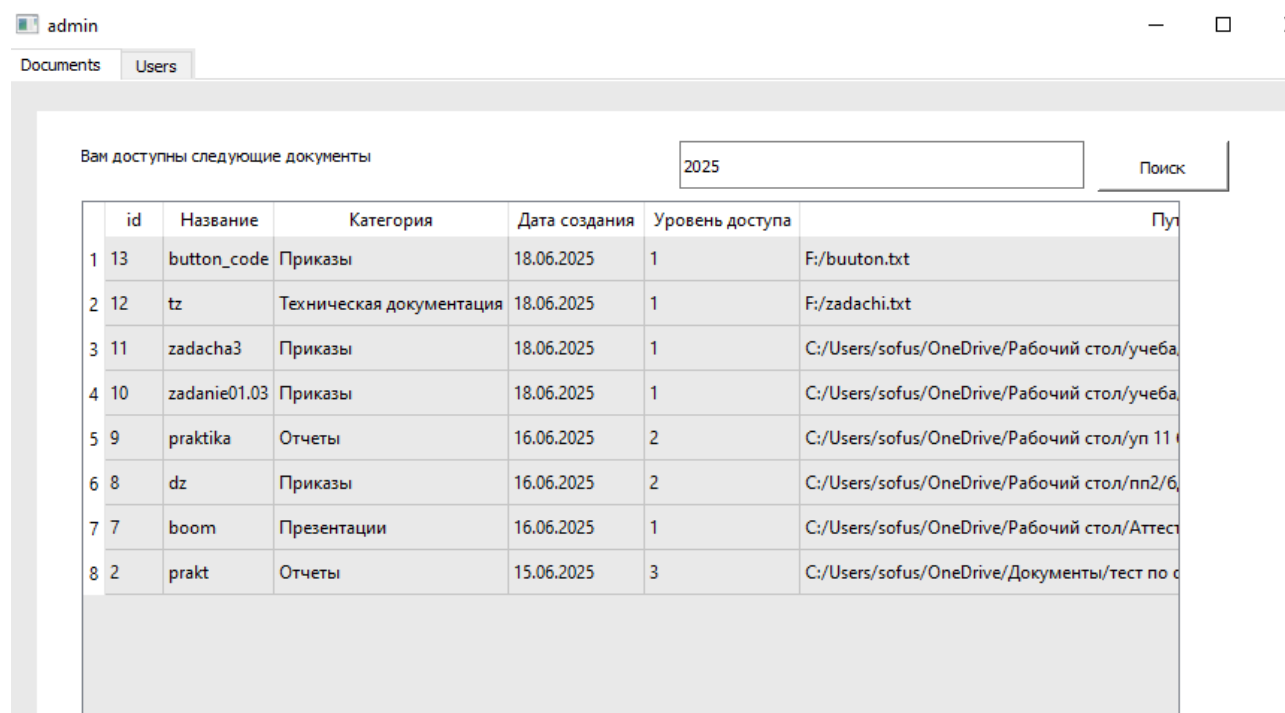 admin
Documents Users
Вам доступны следующие документы 2025 Поиск
id Название Категория Дата создания Уровень доступа
1 13 button_code Приказы 18.06.2025 1 F:/buuton.txt
2 12 tz Техническая документация 18.06.2025 1 F:/zadachi.txt
3 11 zadacha3 Приказы 18.06.2025 1 C:/Users/sofus/OneDrive/Рабочий стол/учеба
4 10 zadanie01.03 Приказы 18.06.2025 1 C:/Users/sofus/OneDrive/Рабочий стол/учеба
5 9 praktika Отчеты 16.06.2025 2 C:/Users/sofus/OneDrive/Рабочий стол/уп 11
6 8 dz Приказы 16.06.2025 2 C:/Users/sofus/OneDrive/Рабочий стол/пп2/
7 7 boom Презентации 16.06.2025 1 C:/Users/sofus/OneDrive/Рабочий стол/
8 2 prakt Отчеты 15.06.2025 3 C:/Users/sofus/OneDrive/Документы/тест по